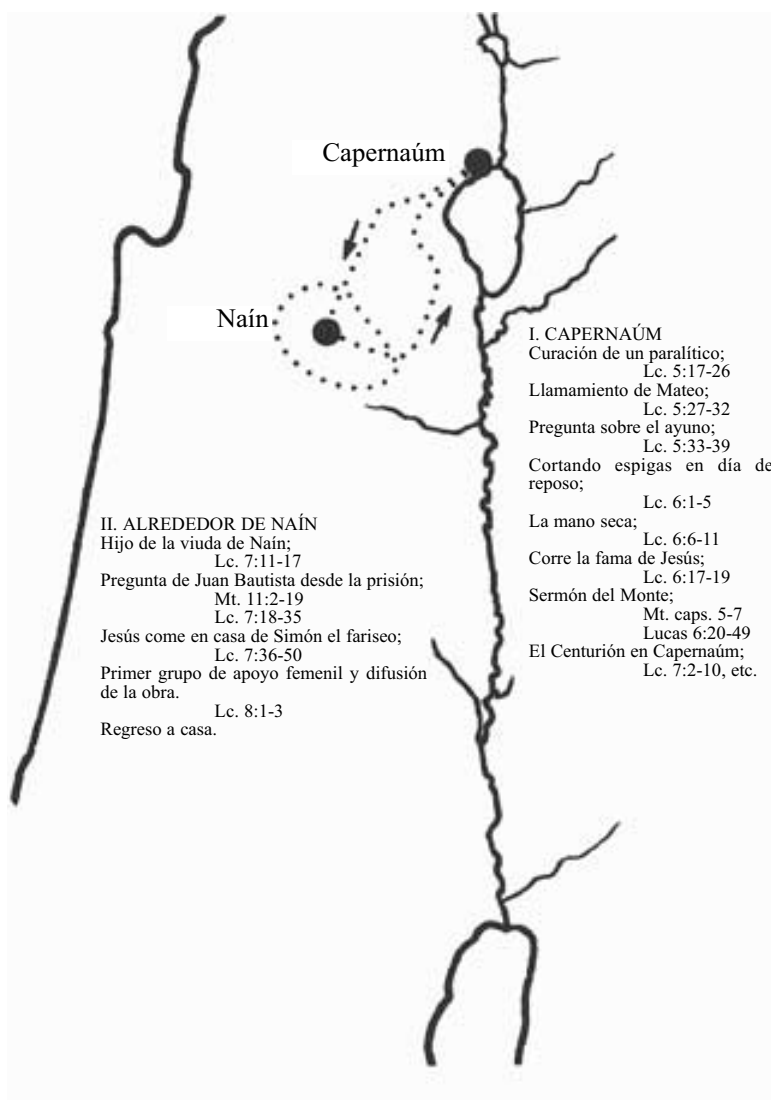 Capernaúm
Naín
I. CAPERNAÚM
Curación de un paralítico;
Lc. 5:17-26
Llamamiento de Mateo;
Lc. 5:27-32
Pregunta sobre el ayuno;
Lc. 5:33-39
Cortando espigas en día de
reposo;
Lc. 6:1-5
La mano seca;
Lc. 6:6-11
Corre la fama de Jesús;
Lc. 6:17-19
Sermón del Monte;
Mt. caps. 5-7
Lucas 6:20-49
El Centurión en Capernaúm;
Lc. 7:2-10, etc.
II. ALREDEDOR DE NAÍN
Hijo de la viuda de Naín;
Lc. 7:11-17
Pregunta de Juan Bautista desde la prisión;
Mt. 11:2-19
Lc. 7:18-35
Jesús come en casa de Simón el fariseo;
Lc. 7:36-50
Primer grupo de apoyo femenil y difusión
de la obra.
Lc. 8:1-3
Regreso a casa.